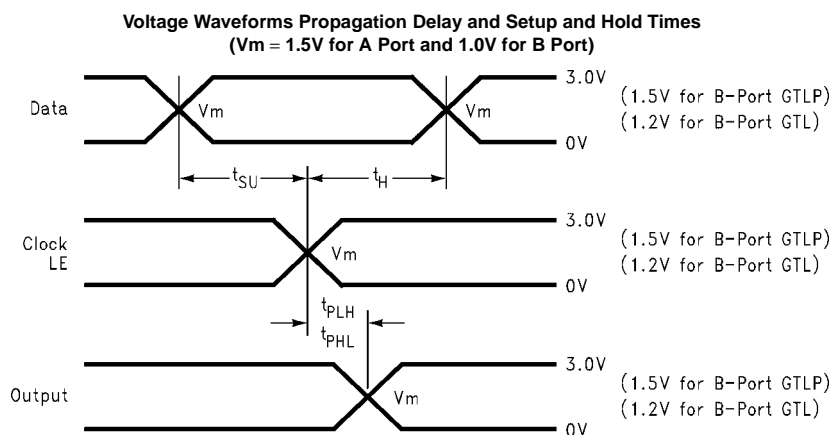 Voltage Waveforms Propagation Delay and Setup and Hold Times
(Vm = 1.5V for A Port and 1.0V for B Port)
3.0V
(1.5V for B-Port GTLP)
Data
Vm
Vm
(1.2V for B-Port GTL)
0V
tSU
tH
3.0V
(1.5V for B-Port GTLP)
Clock
LE
Vm
(1.2V for B-Port GTL)
0V
tPLH
tPHL
3.0V
(1.5V for B-Port GTLP)
Output
Vm
(1.2V for B-Port GTL)
0V